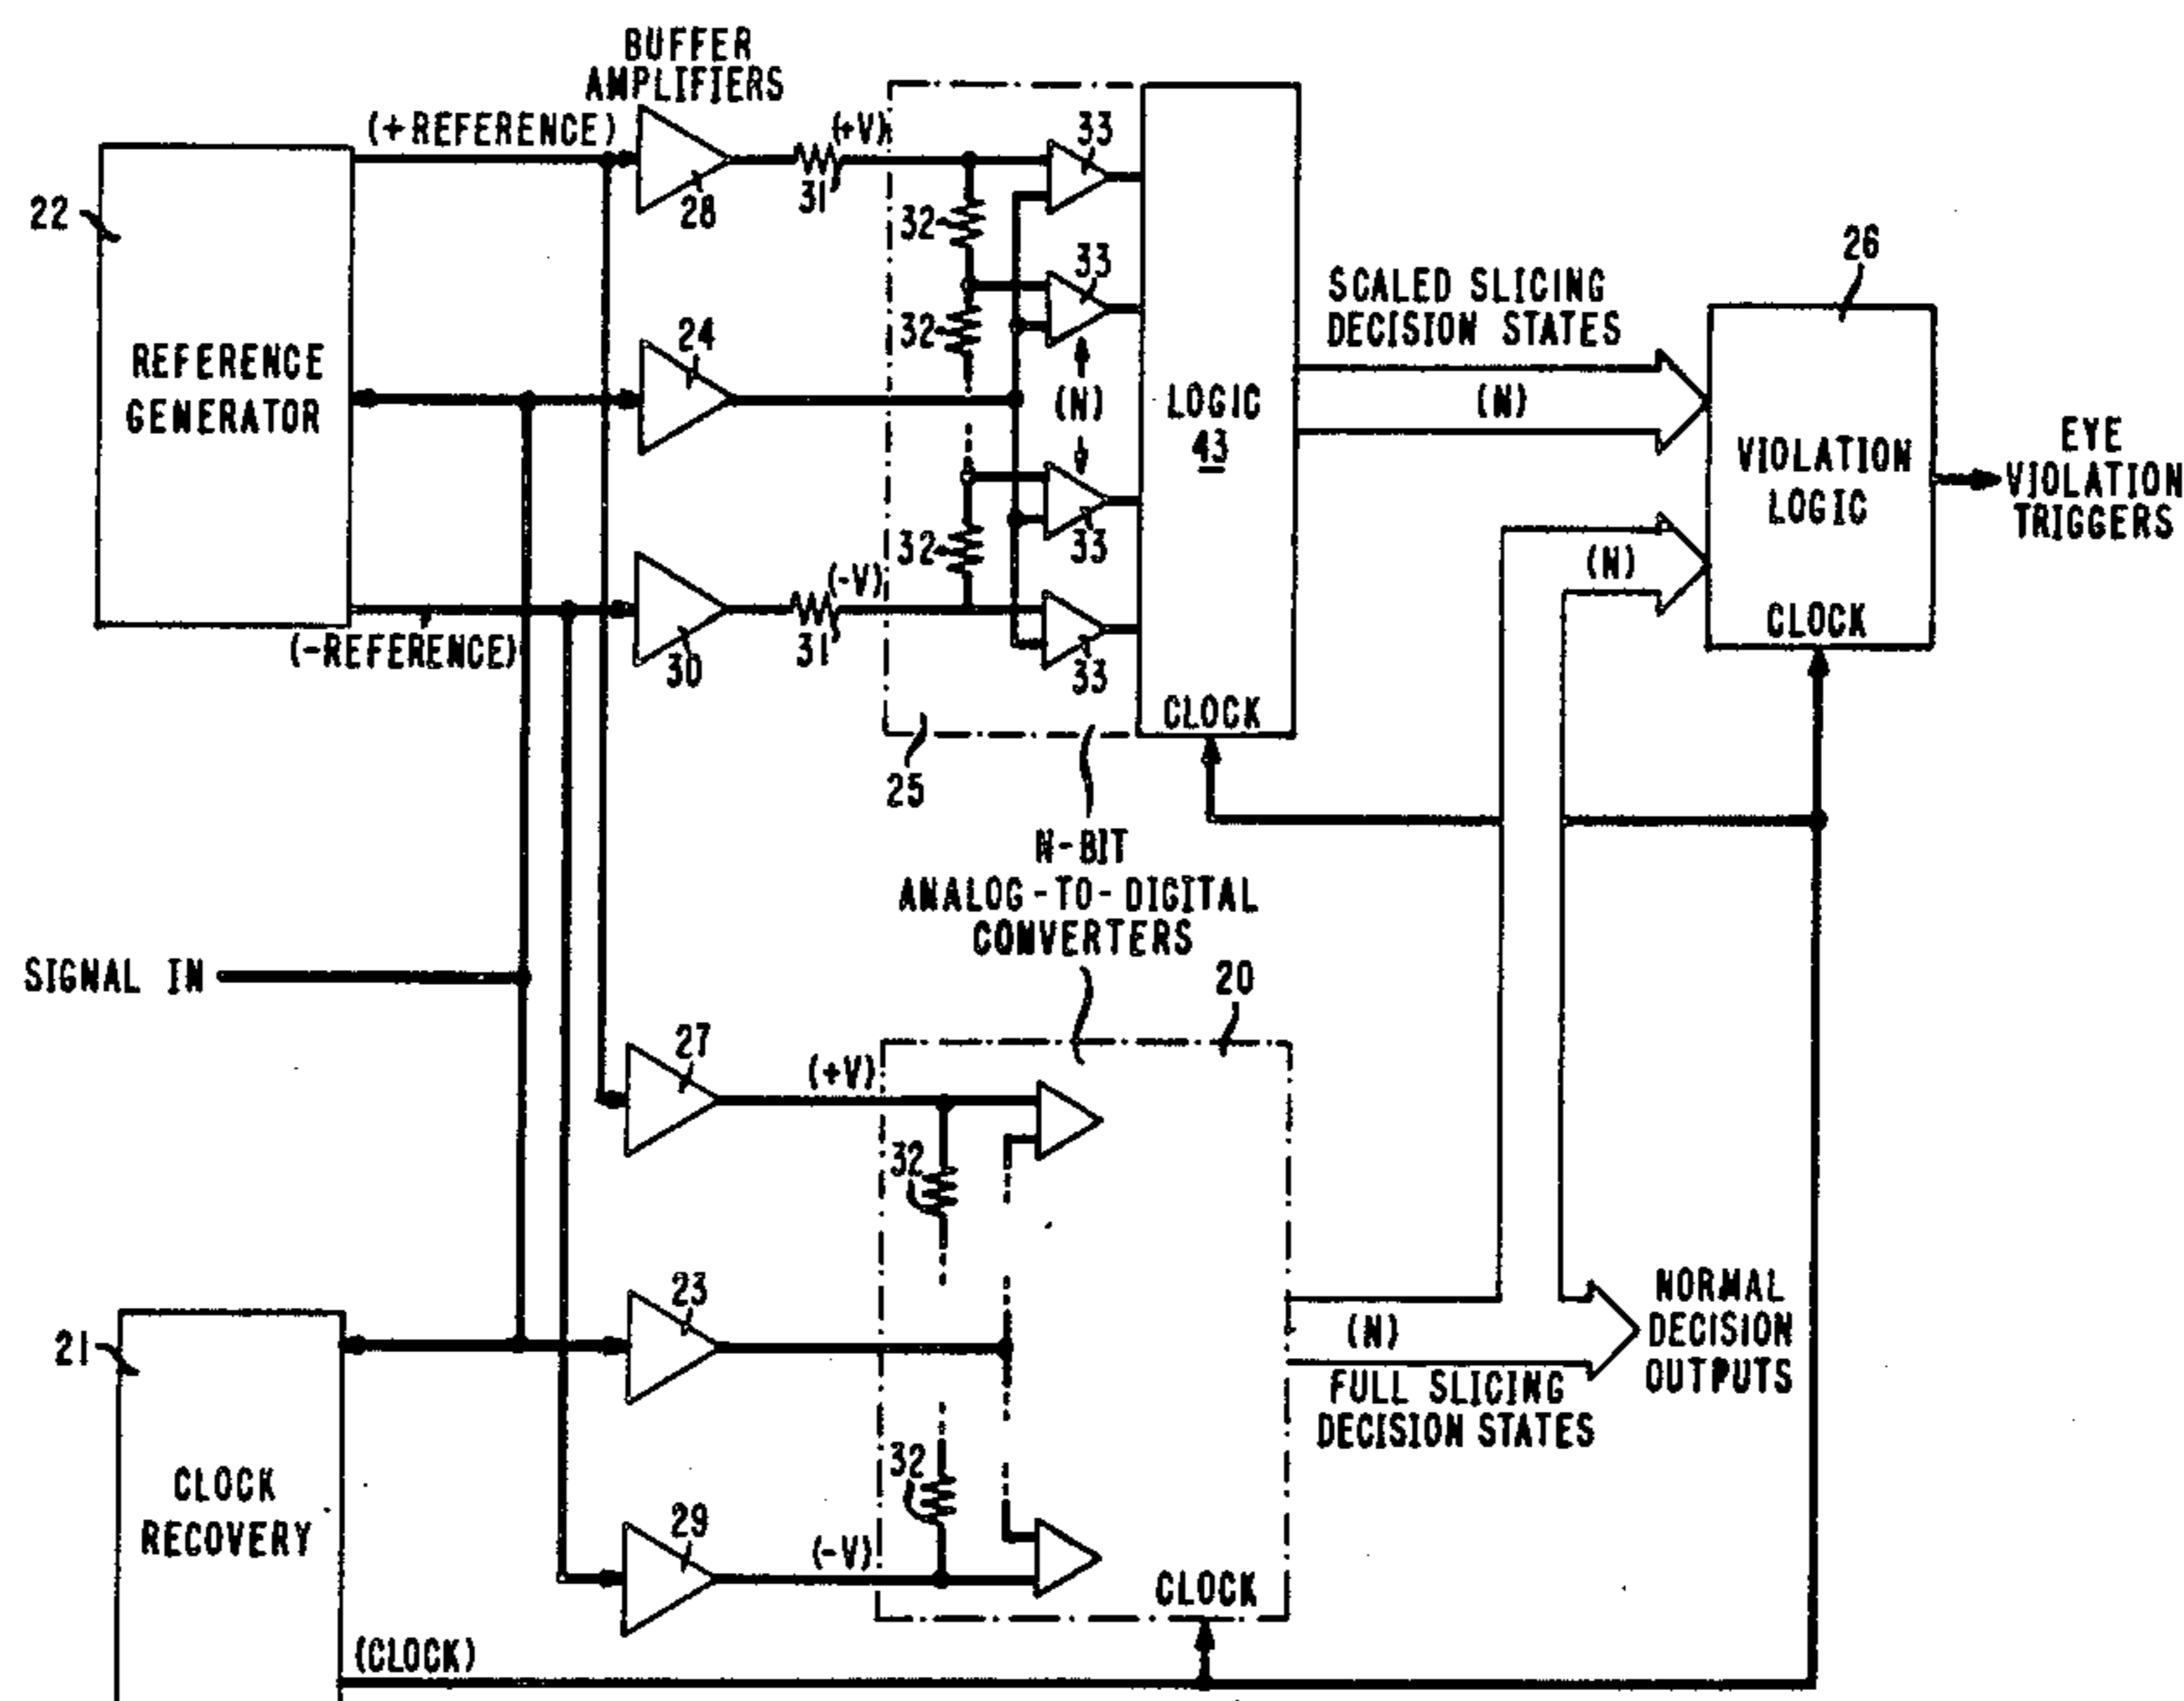 BUFFER
AMPLIFIERS
(+REFERENCE)
(+V)
33
31
28
22
32
33
26
SCALED SLICING
DECISION STATES
24
32
REFERENCE
GENERATOR
(N)
LOGIC
43
(N)
VIOLATION
LOGIC
EYE
VIOLATION
TRIGGERS
32
33
(-V)
(N)
CLOCK
(-REFERENCE)
30
31
33
CLOCK
25
N-BIT
ANALOG-TO-DIGITAL
CONVERTERS
SIGNAL IN
20
27
(+V)
32
23
21
(N)
NORMAL
DECISION
OUTPUTS
FULL SLICING
DECISION STATES
32
CLOCK
RECOVERY
29
(-V)
CLOCK
(CLOCK)